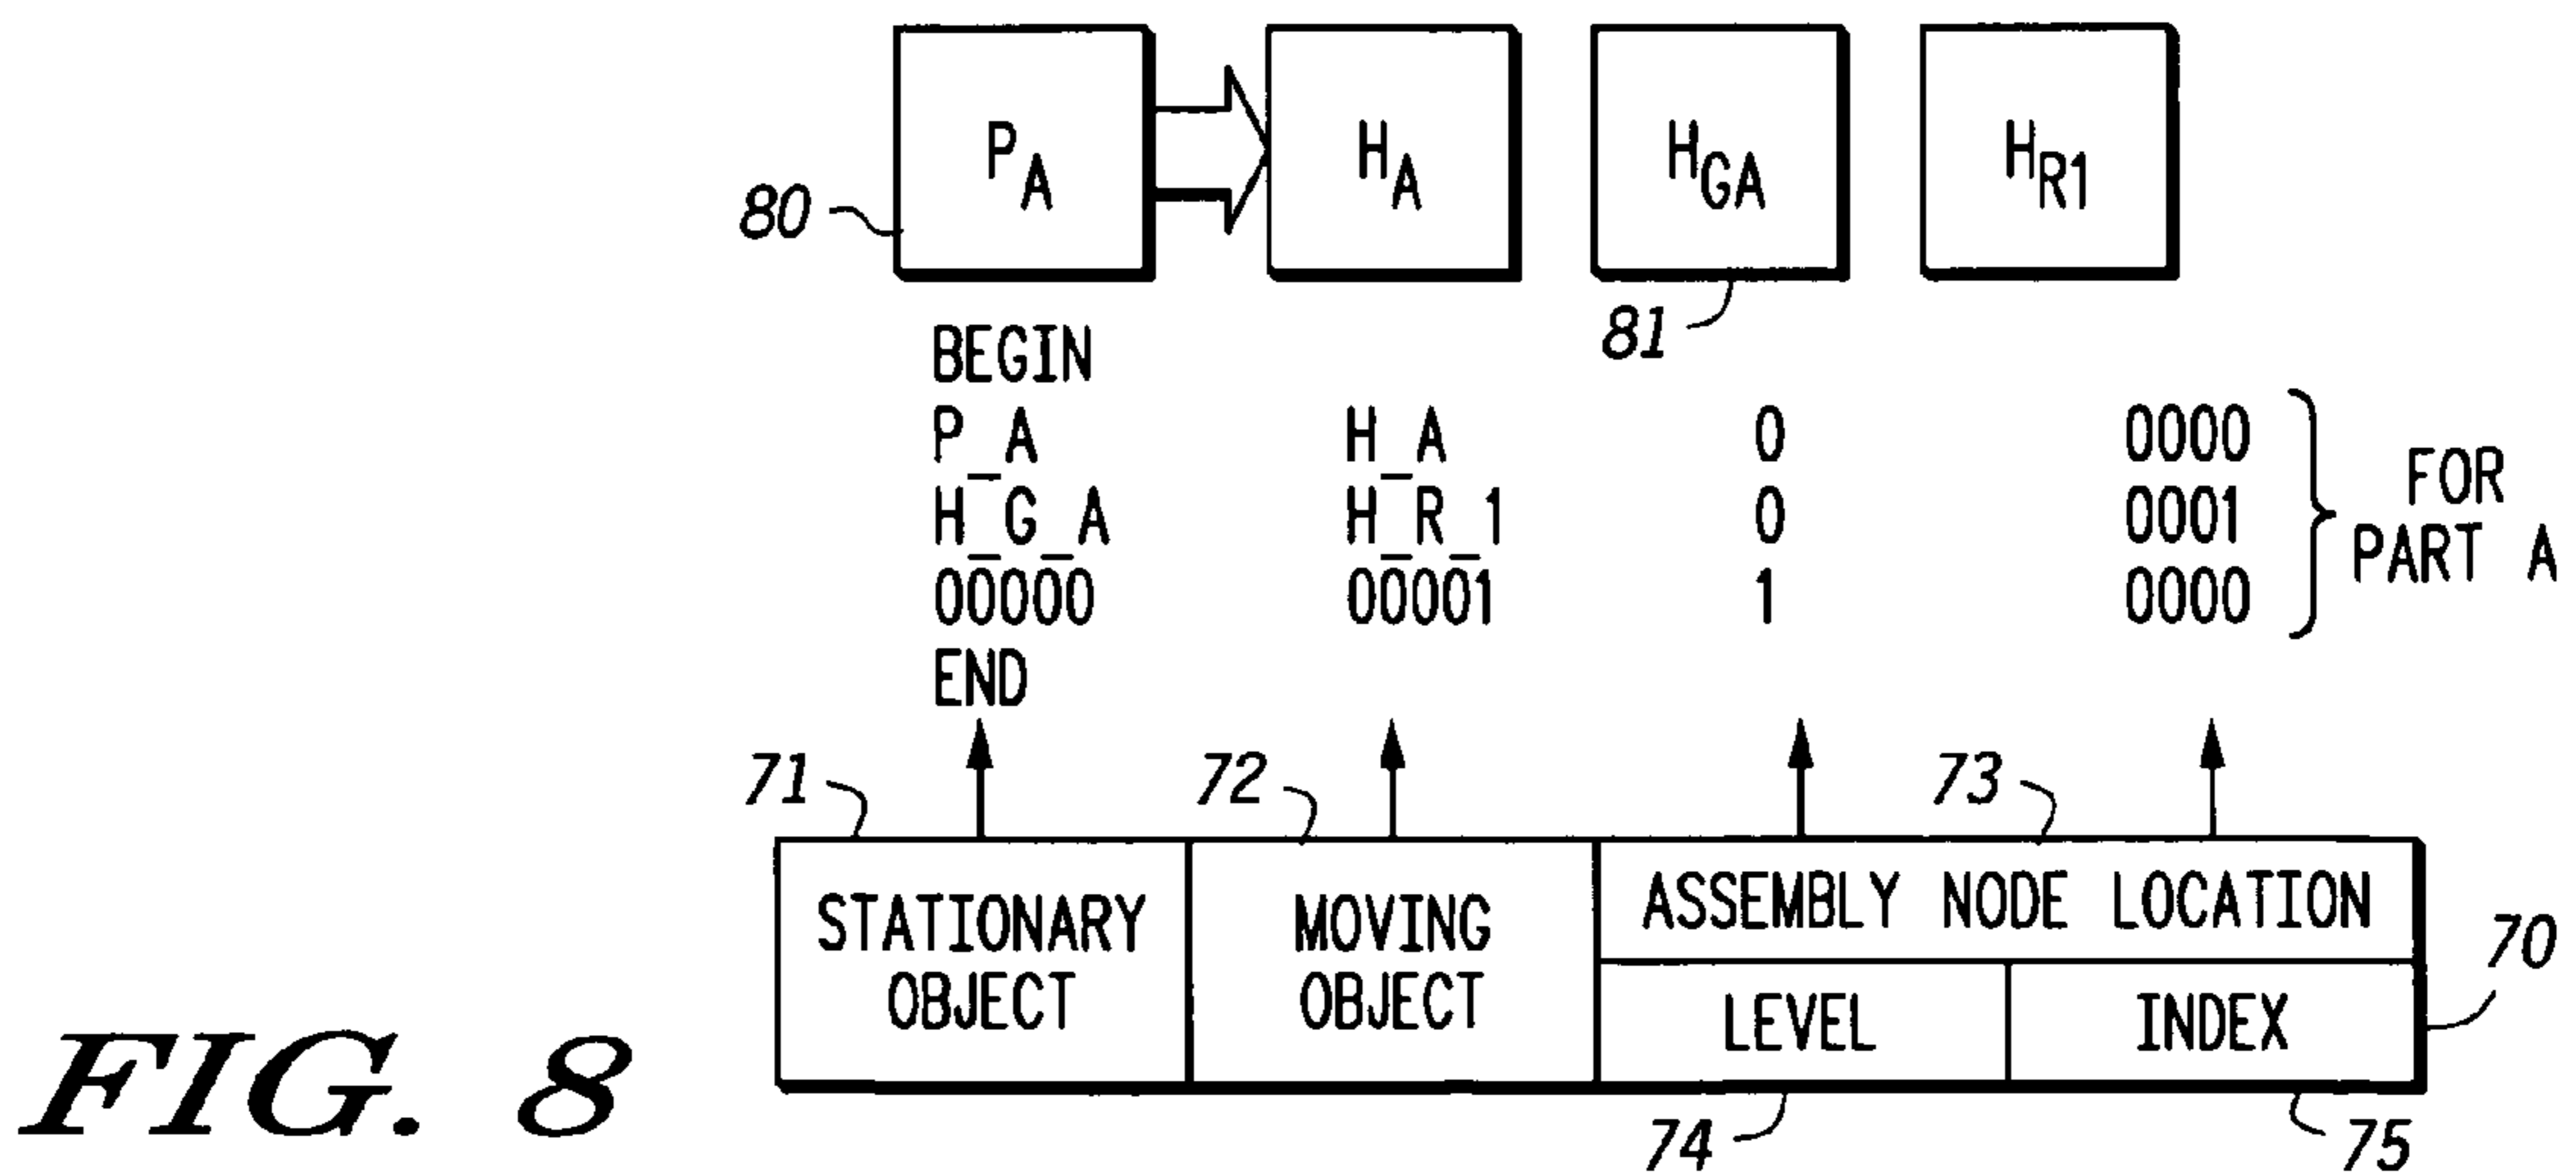 P_A H_A H_GA H_R1
80
81
BEGIN
P_A H_A 0 0000
H_G_A H_R_1 0 0001
00000 00001 1 0000
END
FOR
PART A
71 72 73
STATIONARY OBJECT
MOVING OBJECT
ASSEMBLY NODE LOCATION
LEVEL INDEX
70
74 75
FIG. 8